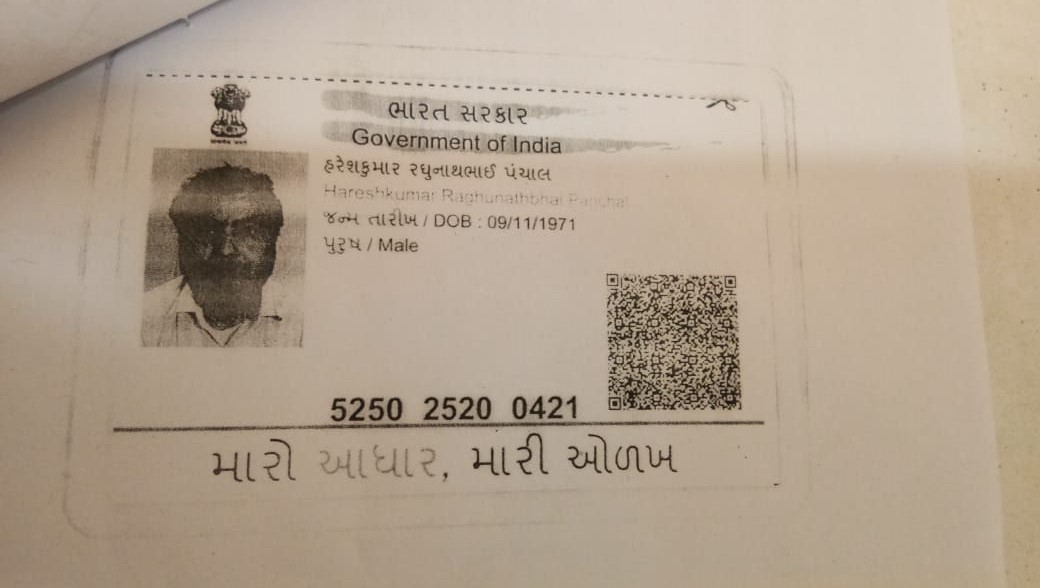 ભારત સરકાર
Government of India
હરેશકુમાર રઘુનાથભાઈ પંચાલ
Hareshkumar Raghunathbhai Panchal
જન્મ તારીખ / DOB : 09/11/1971
પુરુષ / Male
5250 2520 0421
મારો આધાર, મારી ઓળખ